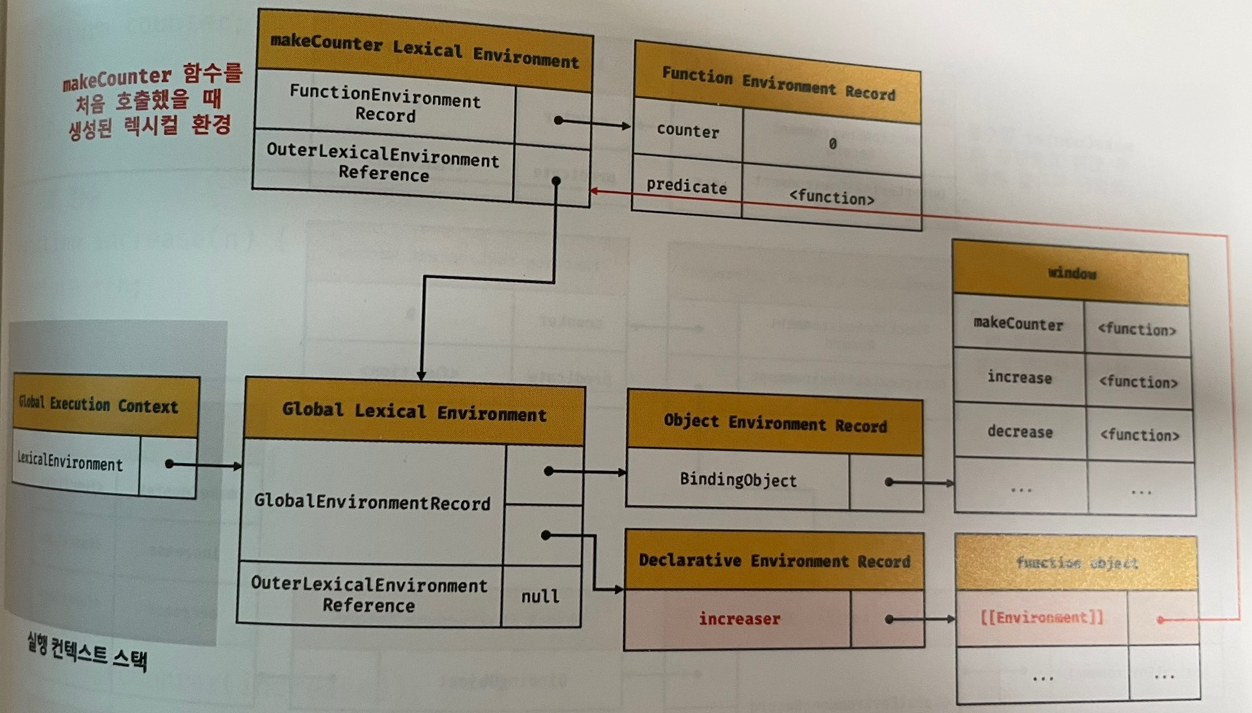 makeCounter 함수를
처음 호출했을 때
생성된 렉시컬 환경
makeCounter Lexical Environment
FunctionEnvironment
Record
OuterLexicalEnvironment
Reference
Function Environment Record
counter
0
predicate
<function>
window
makeCounter
<function>
increase
<function>
decrease
<function>
...
...
Global Execution Context
LexicalEnvironment
Global Lexical Environment
GlobalEnvironmentRecord
OuterLexicalEnvironment
Reference
null
Object Environment Record
BindingObject
Declarative Environment Record
increaser
function object
[[Environment]]
...
...
실행 컨텍스트 스택